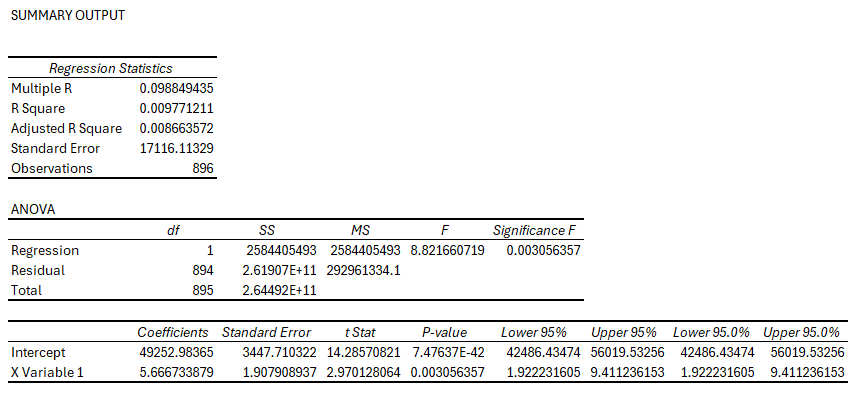 SUMMARY OUTPUT
Regression Statistics
Multiple R 0.098849435
R Square 0.009771211
Adjusted R Square 0.008663572
Standard Error 17116.11329
Observations 896
ANOVA
df SS MS F Significance F
Regression 1 2584405493 2584405493 8.821660719 0.003056357
Residual 894 2.61907E+11 292961334.1
Total 895 2.64492E+11
Coefficients Standard Error t Stat P-value Lower 95% Upper 95% Lower 95.0% Upper 95.0%
Intercept 49252.98365 3447.710322 14.28570821 7.47637E-42 42486.43474 56019.53256 42486.43474 56019.53256
X Variable 1 5.666733879 1.907908937 2.970128064 0.003056357 1.922231605 9.411236153 1.922231605 9.411236153